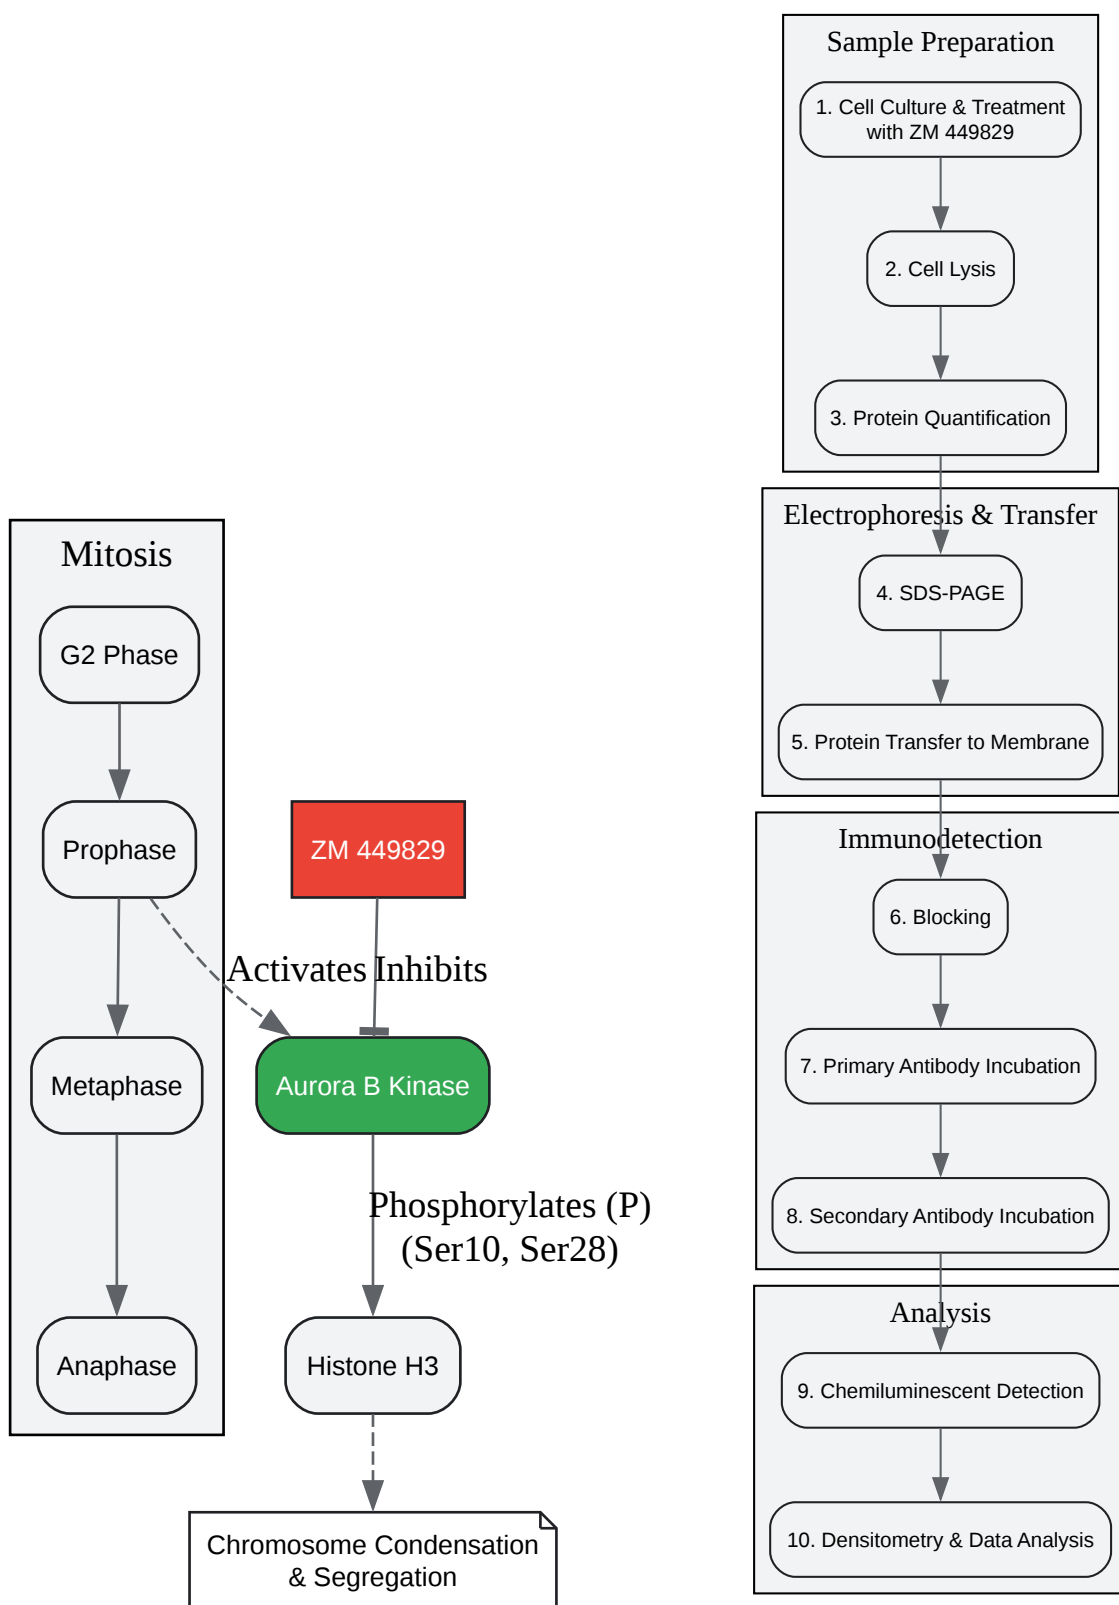 Mitosis
G2 Phase
Prophase
Metaphase
Anaphase
ZM 449829
Activates
Inhibits
Aurora B Kinase
Phosphorylates (P)
(Ser10, Ser28)
Histone H3
Chromosome Condensation
& Segregation
Sample Preparation
1. Cell Culture & Treatment
with ZM 449829
2. Cell Lysis
3. Protein Quantification
Electrophoresis & Transfer
4. SDS-PAGE
5. Protein Transfer to Membrane
Immunodetection
6. Blocking
7. Primary Antibody Incubation
8. Secondary Antibody Incubation
Analysis
9. Chemiluminescent Detection
10. Densitometry & Data Analysis